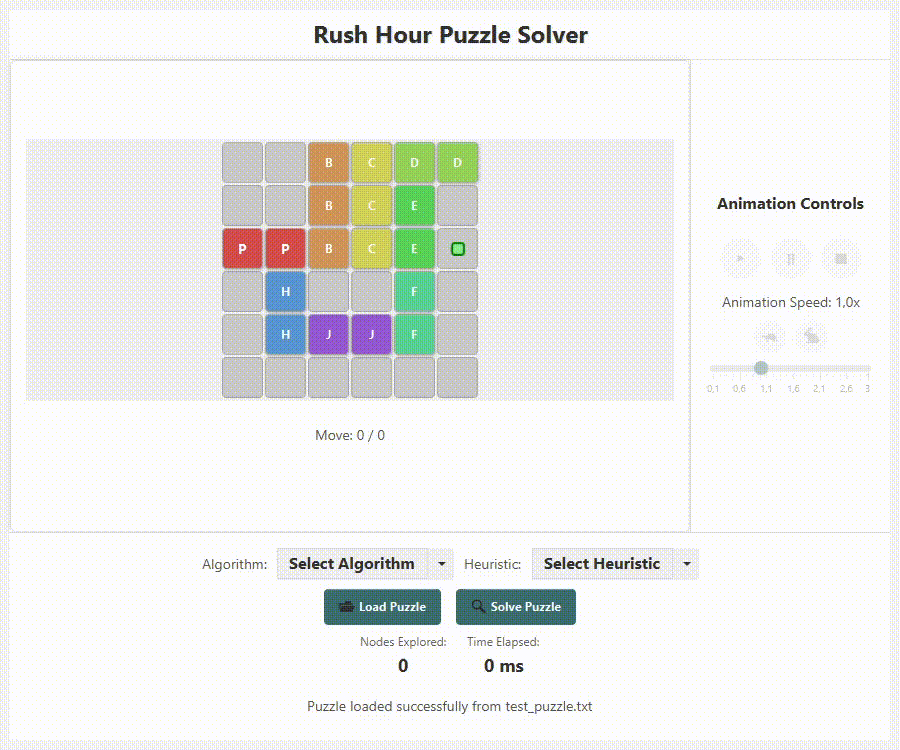 Rush Hour Puzzle Solver
B C D D
B C E
P P B C E
H F
H J J F
Move: 0 / 0
Animation Controls
Animation Speed: 1,0x
0,1 0,6 1,1 1,6 2,1 2,6 3
Algorithm: Select Algorithm Heuristic: Select Heuristic
Load Puzzle Solve Puzzle
Nodes Explored: Time Elapsed:
0 0 ms
Puzzle loaded successfully from test_puzzle.txt